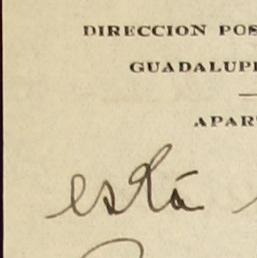 DIRECCION POS
GUADALUPE
APAR
está